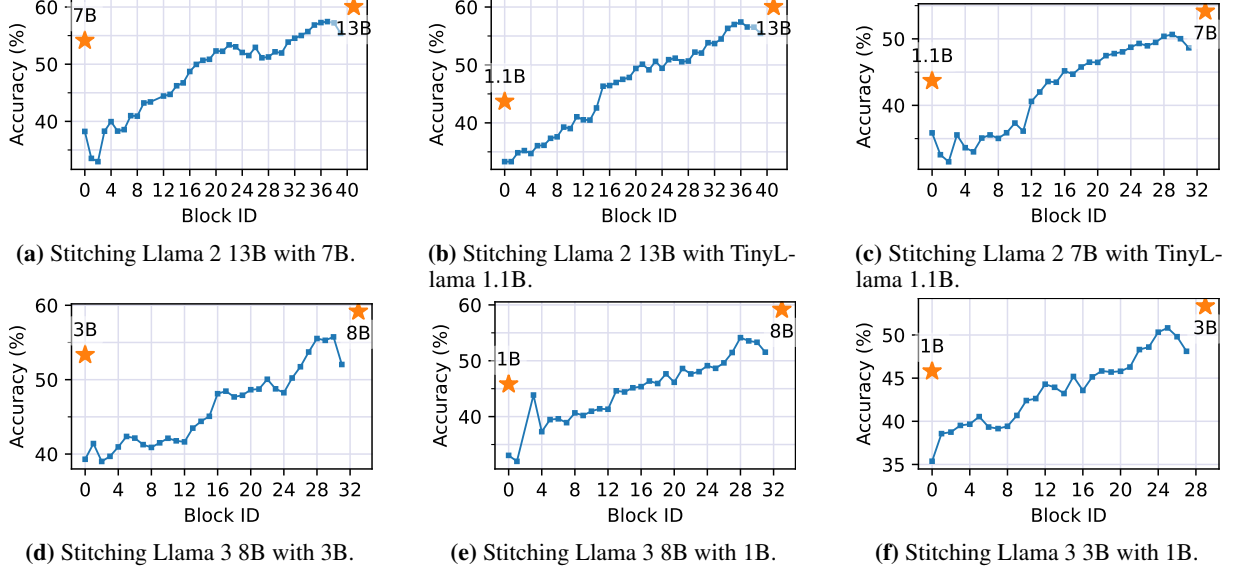 60
50
40
Accuracy (%)
7B
13B
0 4 8 12 16 20 24 28 32 36 40
Block ID
(a) Stitching Llama 2 13B with 7B.
60
50
40
Accuracy (%)
1.1B
13B
0 4 8 12 16 20 24 28 32 36 40
Block ID
(b) Stitching Llama 2 13B with TinyL-
lama 1.1B.
50
40
Accuracy (%)
1.1B
7B
0 4 8 12 16 20 24 28 32
Block ID
(c) Stitching Llama 2 7B with TinyL-
lama 1.1B.
60
50
40
Accuracy (%)
3B
8B
0 4 8 12 16 20 24 28 32
Block ID
(d) Stitching Llama 3 8B with 3B.
60
50
40
Accuracy (%)
1B
8B
0 4 8 12 16 20 24 28 32
Block ID
(e) Stitching Llama 3 8B with 1B.
50
45
40
35
Accuracy (%)
1B
3B
0 4 8 12 16 20 24 28
Block ID
(f) Stitching Llama 3 3B with 1B.